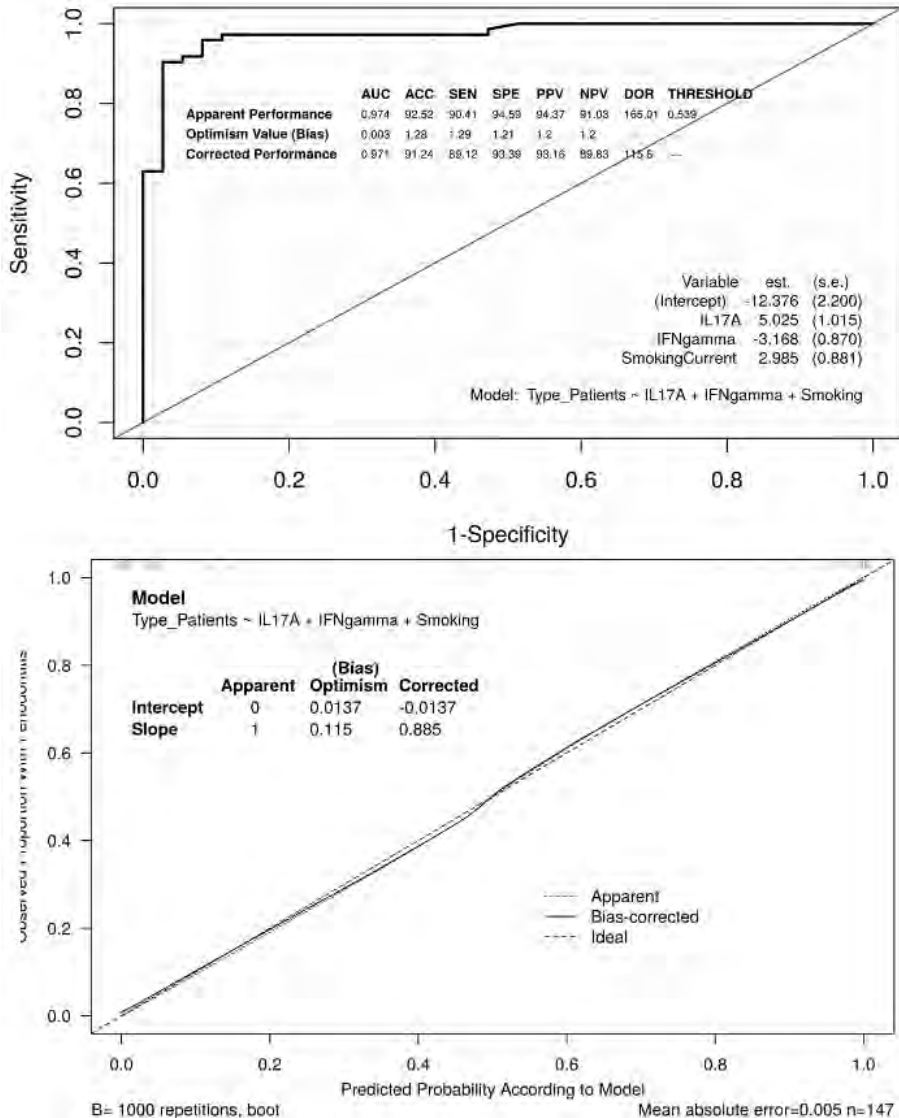 1.0
0.8
0.6
0.4
0.2
0.0
Sensitivity
AUC ACC SEN SPE PPV NPV DOR THRESHOLD
Apparent Performance 0.974 92.52 90.41 94.59 94.37 91.03 165.01 0.539
Optimism Value (Bias) 0.003 1.28 1.29 1.21 1.2 1.2
Corrected Performance 0.971 91.24 89.12 93.39 93.16 89.83 115.5 ---
Variable est. (s.e.)
(Intercept) -12.376 (2.200)
IL17A 5.025 (1.015)
IFNgamma -3.168 (0.870)
SmokingCurrent 2.985 (0.881)
Model: Type_Patients ~ IL17A + IFNgamma + Smoking
0.0 0.2 0.4 0.6 0.8 1.0
1-Specificity
1.0
0.8
0.6
0.4
0.2
0.0
Observed Proportion With Periodontitis
Model
Type_Patients ~ IL17A + IFNgamma + Smoking
(Bias)
Apparent Optimism Corrected
Intercept 0 0.0137 -0.0137
Slope 1 0.115 0.885
Apparent
Bias-corrected
Ideal
0.0 0.2 0.4 0.6 0.8 1.0
Predicted Probability According to Model
B= 1000 repetitions, boot Mean absolute error=0.005 n=147